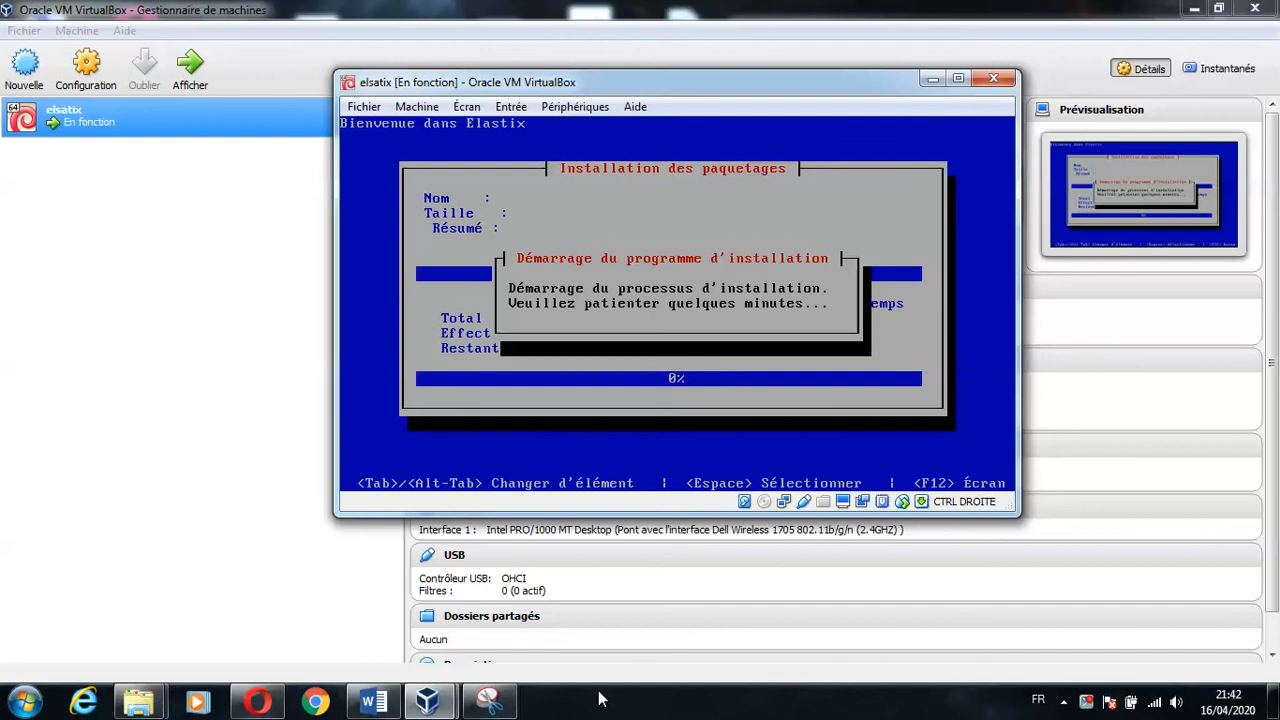 Oracle VM VirtualBox - Gestionnaire de machines
Fichier Machine Aide
Nouvelle Configuration Oublier Afficher
Détails Instantanés
64 elsatix
En fonction
elsatix [En fonction] - Oracle VM VirtualBox
Fichier Machine Écran Entrée Périphériques Aide
Bienvenue dans Elastix
Installation des paquetages
Nom :
Taille :
Résumé :
Démarrage du programme d'installation
Démarrage du processus d'installation.
Veuillez patienter quelques minutes...
emps
Total
Effect
Restant
0%
<Tab>/<Alt-Tab> Changer d'élément | <Espace> Sélectionner | <F12> Écran
CTRL DROITE
Prévisualisation
Interface 1 : Intel PRO/1000 MT Desktop (Pont avec l'interface Dell Wireless 1705 802.11b/g/n (2.4GHZ) )
USB
Contrôleur USB: OHCI
Filtres : 0 (0 actif)
Dossiers partagés
Aucun
FR
21:42
16/04/2020